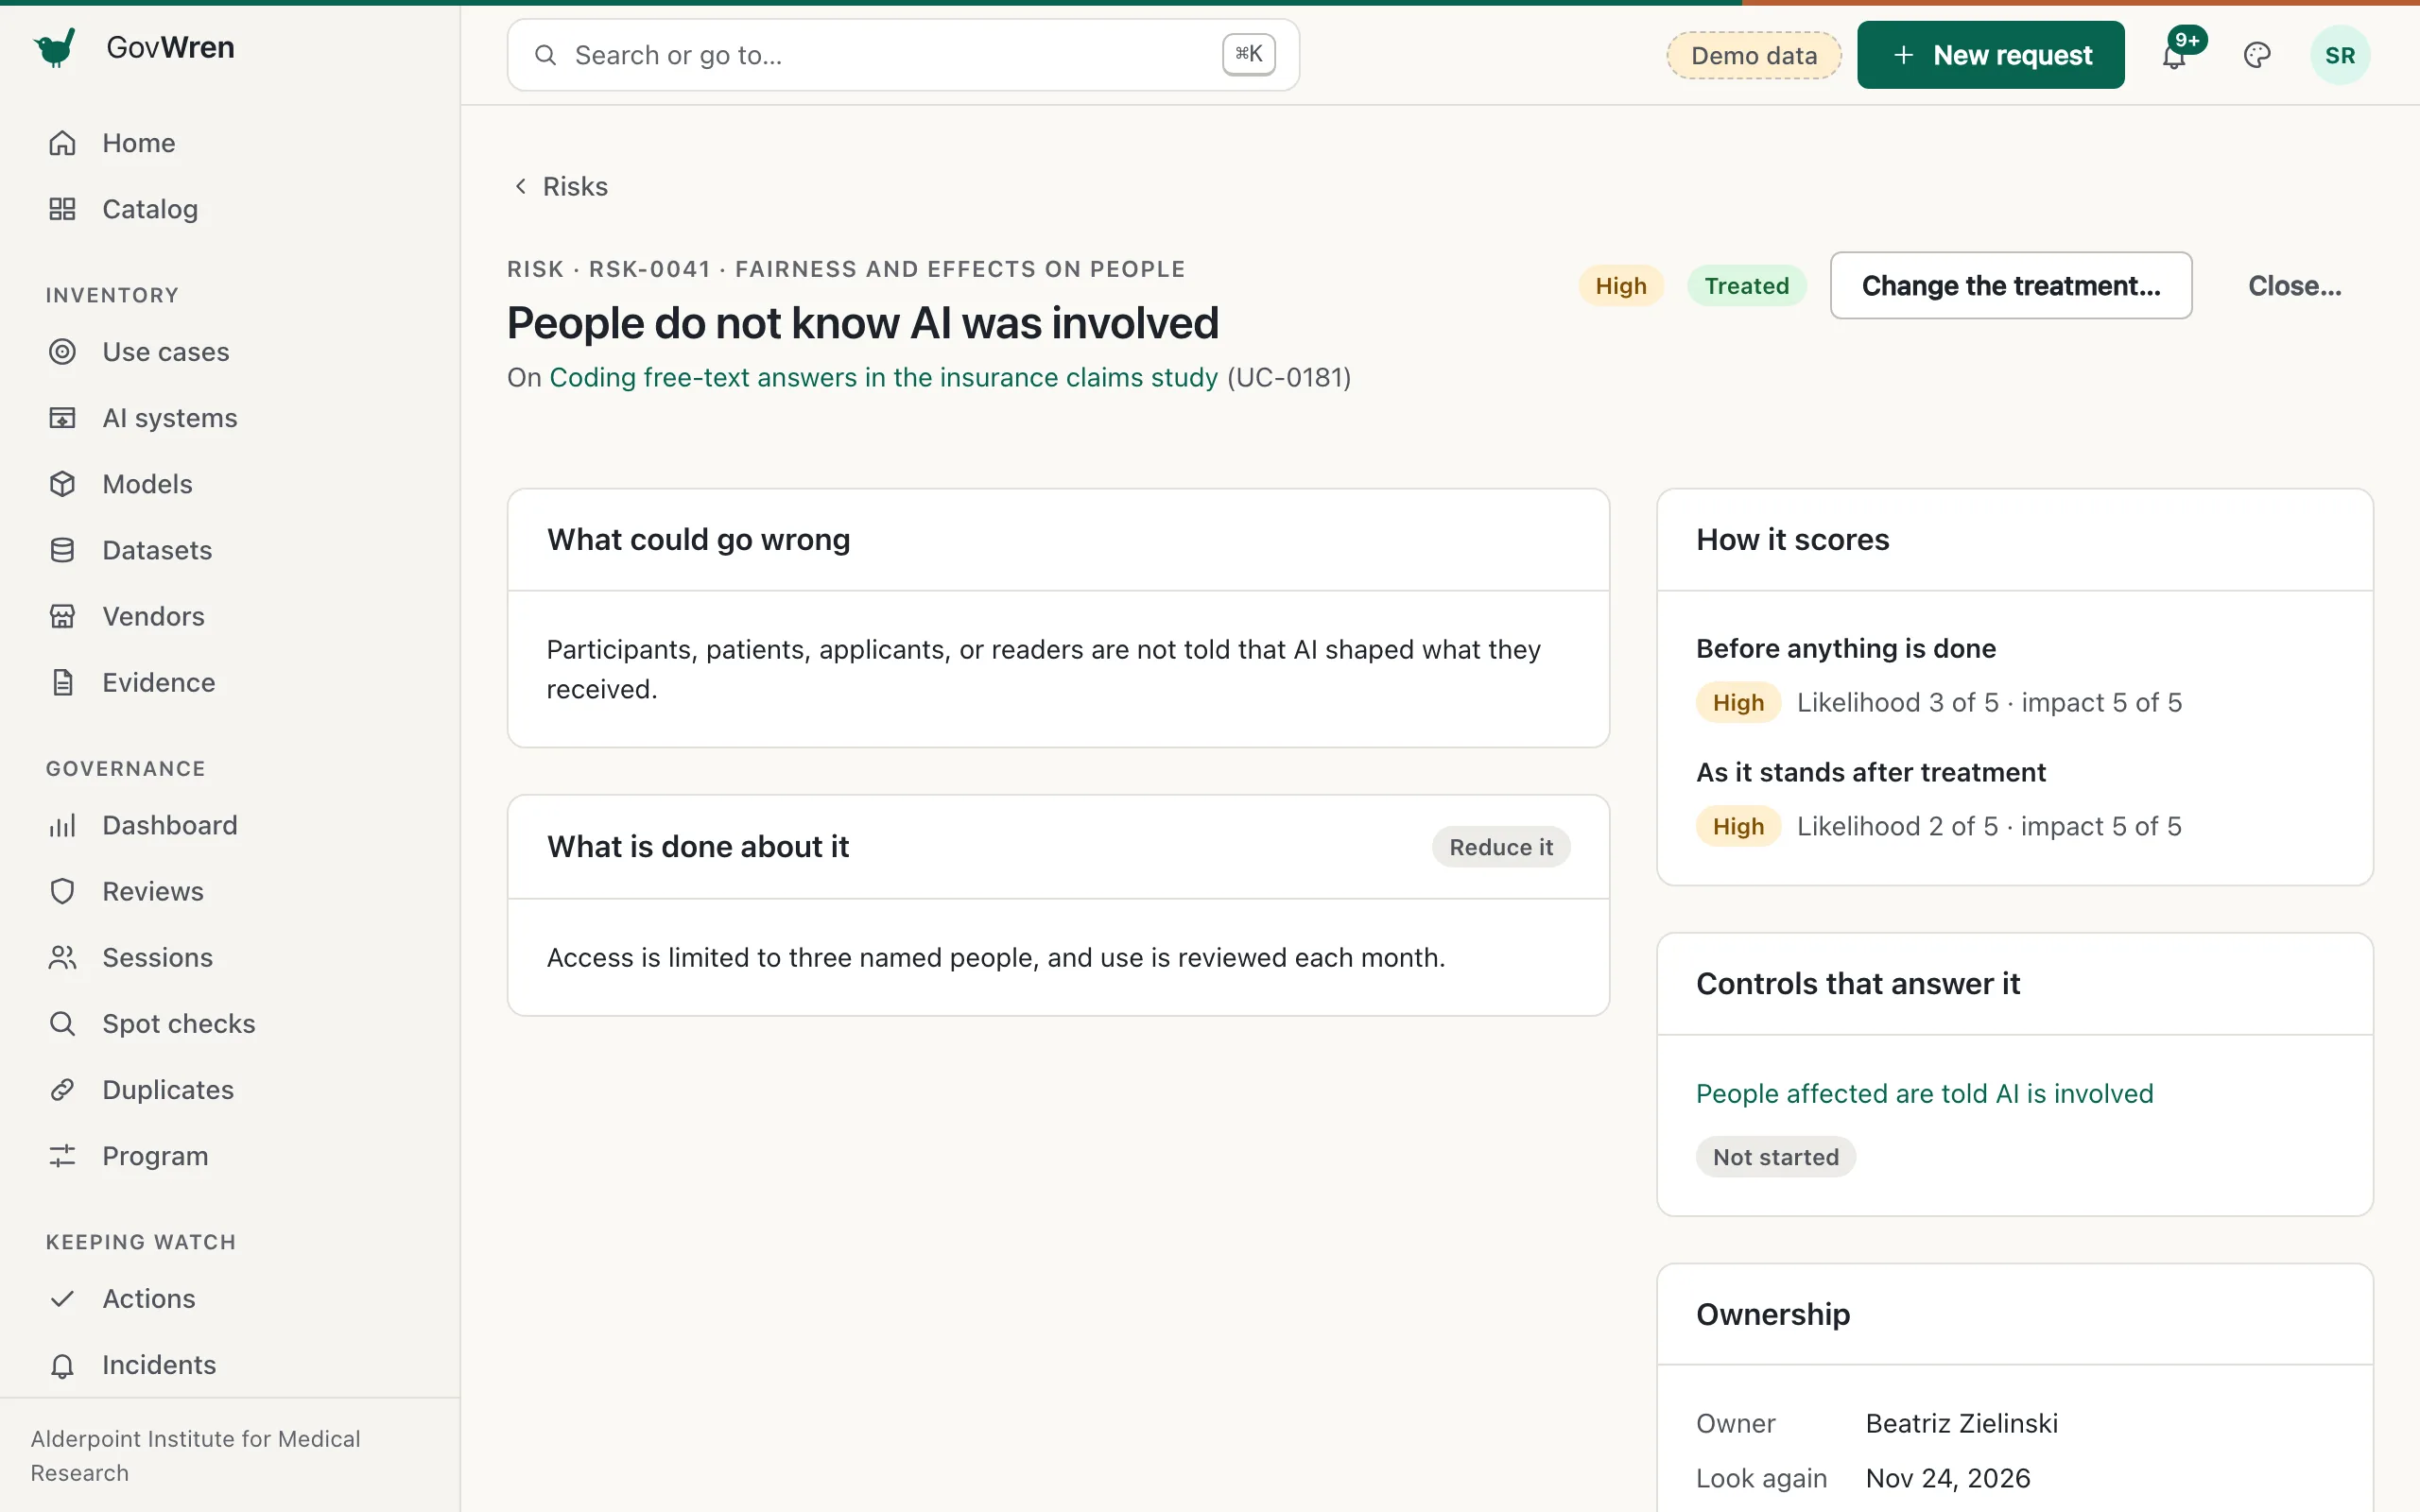 GovWren
Search or go to...
⌘K
Demo data
+ New request
9+
SR
Home
Catalog
INVENTORY
Use cases
AI systems
Models
Datasets
Vendors
Evidence
GOVERNANCE
Dashboard
Reviews
Sessions
Spot checks
Duplicates
Program
KEEPING WATCH
Actions
Incidents
Alderpoint Institute for Medical
Research
Risks
RISK · RSK-0041 · FAIRNESS AND EFFECTS ON PEOPLE
People do not know AI was involved
On Coding free-text answers in the insurance claims study (UC-0181)
High
Treated
Change the treatment...
Close...
What could go wrong
Participants, patients, applicants, or readers are not told that AI shaped what they
received.
What is done about it
Reduce it
Access is limited to three named people, and use is reviewed each month.
How it scores
Before anything is done
High Likelihood 3 of 5 · impact 5 of 5
As it stands after treatment
High Likelihood 2 of 5 · impact 5 of 5
Controls that answer it
People affected are told AI is involved
Not started
Ownership
Owner Beatriz Zielinski
Look again Nov 24, 2026